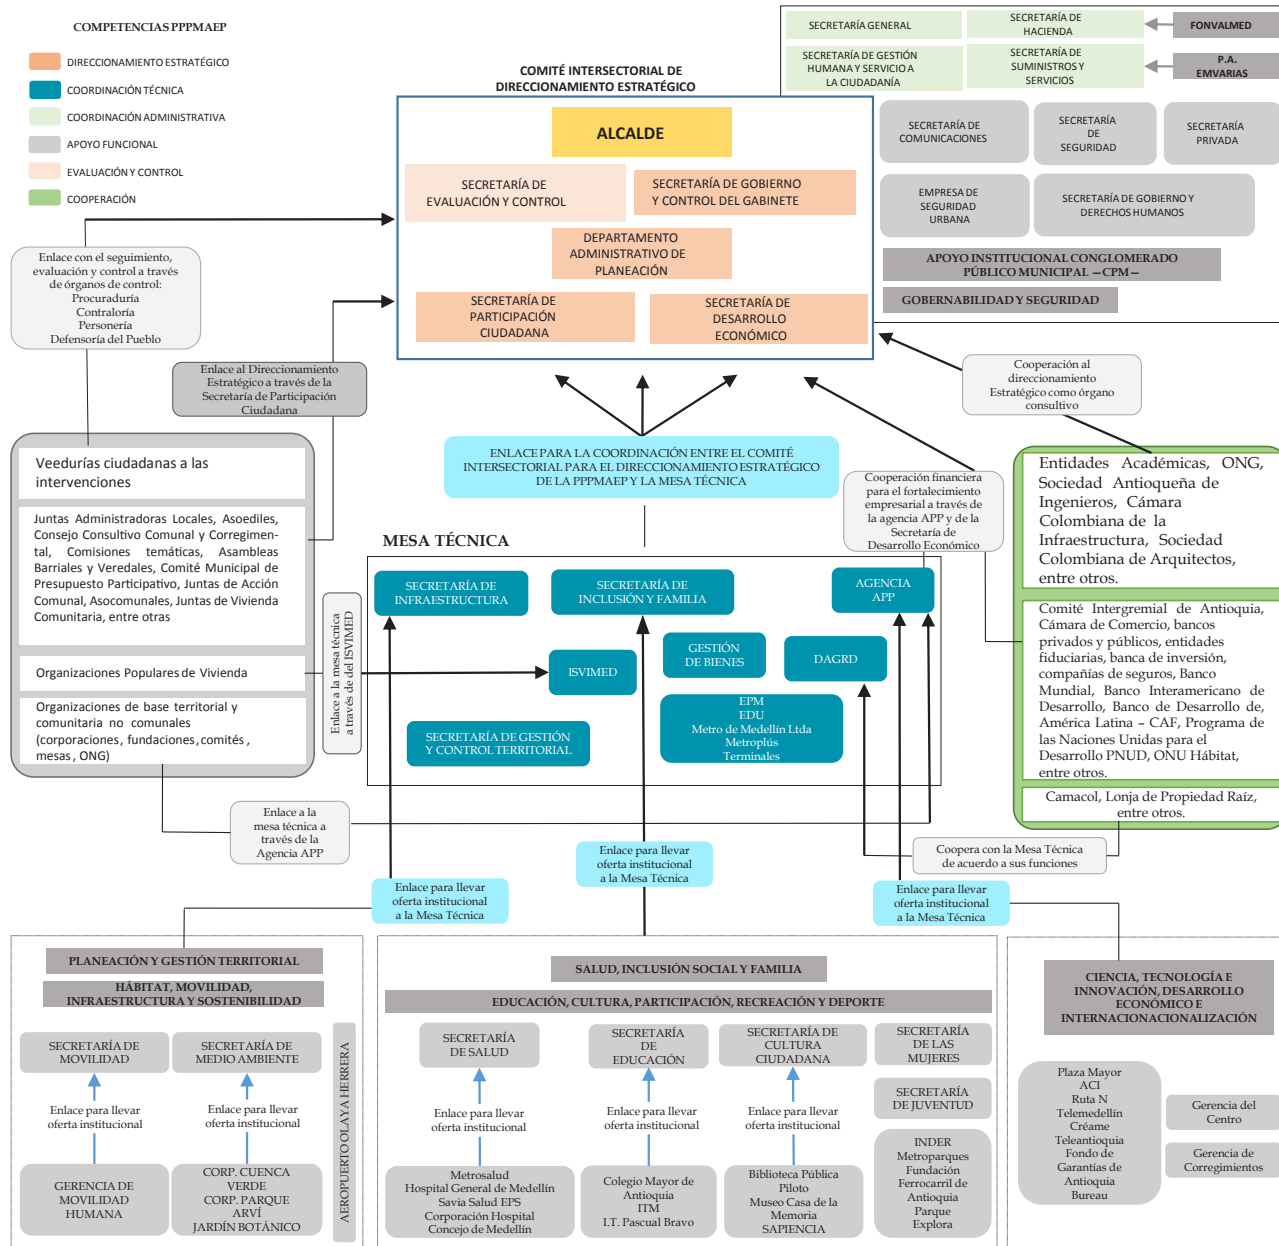 COMPETENCIAS PPPMAEP
DIRECCIONAMIENTO ESTRATÉGICO
COORDINACIÓN TÉCNICA
COORDINACIÓN ADMINISTRATIVA
APOYO FUNCIONAL
EVALUACIÓN Y CONTROL
COOPERACIÓN
COMITÉ INTERSECTORIAL DE
DIRECCIONAMIENTO ESTRATÉGICO
ALCALDE
SECRETARÍA DE
EVALUACIÓN Y CONTROL
SECRETARÍA DE GOBIERNO
Y CONTROL DEL GABINETE
DEPARTAMENTO
ADMINISTRATIVO DE
PLANEACIÓN
SECRETARÍA DE
PARTICIPACIÓN
CIUDADANA
SECRETARÍA DE
DESARROLLO
ECONÓMICO
SECRETARÍA GENERAL
SECRETARÍA DE
HACIENDA
FONVALMED
SECRETARÍA DE GESTIÓN
HUMANA Y SERVICIO A
LA CIUDADANÍA
SECRETARÍA DE
SUMINISTROS Y
SERVICIOS
P.A.
EMVARIAS
SECRETARÍA DE
COMUNICACIONES
SECRETARÍA
DE
SEGURIDAD
SECRETARÍA
PRIVADA
EMPRESA DE
SEGURIDAD
URBANA
SECRETARÍA DE GOBIERNO Y
DERECHOS HUMANOS
APOYO INSTITUCIONAL CONGLOMERADO
PÚBLICO MUNICIPAL —CPM—
GOBERNABILIDAD Y SEGURIDAD
Enlace con el seguimiento,
evaluación y control a través
de órganos de control:
Procuraduría
Contraloría
Personería
Defensoría del Pueblo
Enlace al Direccionamiento
Estratégico a través de la
Secretaría de Participación
Ciudadana
Cooperación al
direccionamiento
Estratégico como órgano
consultivo
Veedurías ciudadanas a las
intervenciones
Juntas Administradoras Locales, Asoediles,
Consejo Consultivo Comunal y Corregimen-
tal, Comisiones temáticas, Asambleas
Barriales y Veredales, Comité Municipal de
Presupuesto Participativo, Juntas de Acción
Comunal, Asocomunales, Juntas de Vivienda
Comunitaria, entre otras
Organizaciones Populares de Vivienda
Organizaciones de base territorial y
comunitaria no comunales
(corporaciones, fundaciones, comités,
mesas, ONG)
Enlace a la mesa técnica
a través de del ISVIMED
Enlace a la
mesa técnica a
través de la
Agencia APP
ENLACE PARA LA COORDINACIÓN ENTRE EL COMITÉ
INTERSECTORIAL PARA EL DIRECCIONAMIENTO ESTRATÉGICO
DE LA PPPMAEP Y LA MESA TÉCNICA
Cooperación financiera
para el fortalecimiento
empresarial a través de
la agencia APP y de la
Secretaría de
Desarrollo Económico
Entidades Académicas, ONG,
Sociedad Antioqueña de
Ingenieros, Cámara
Colombiana de la
Infraestructura, Sociedad
Colombiana de Arquitectos,
entre otros.
Comité Intergremial de Antioquia,
Cámara de Comercio, bancos
privados y públicos, entidades
fiduciarias, banca de inversión,
compañías de seguros, Banco
Mundial, Banco Interamericano de
Desarrollo, Banco de Desarrollo de,
América Latina – CAF, Programa de
las Naciones Unidas para el
Desarrollo PNUD, ONU Hábitat,
entre otros.
Camacol, Lonja de Propiedad Raíz,
entre otros.
MESA TÉCNICA
SECRETARÍA DE
INFRAESTRUCTURA
SECRETARÍA DE
INCLUSIÓN Y FAMILIA
AGENCIA
APP
ISVIMED
GESTIÓN
DE BIENES
DAGRD
SECRETARÍA DE GESTIÓN
Y CONTROL TERRITORIAL
EPM
EDU
Metro de Medellín Ltda
Metroplús
Terminales
Coopera con la Mesa Técnica
de acuerdo a sus funciones
Enlace para llevar
oferta institucional
a la Mesa Técnica
Enlace para llevar
oferta institucional
a la Mesa Técnica
Enlace para llevar
oferta institucional
a la Mesa Técnica
PLANEACIÓN Y GESTIÓN TERRITORIAL
HÁBITAT, MOVILIDAD,
INFRAESTRUCTURA Y SOSTENIBILIDAD
SECRETARÍA DE
MOVILIDAD
SECRETARÍA DE
MEDIO AMBIENTE
Enlace para llevar
oferta institucional
Enlace para llevar
oferta institucional
GERENCIA DE
MOVILIDAD
HUMANA
CORP. CUENCA
VERDE
CORP. PARQUE
ARVÍ
JARDÍN BOTÁNICO
AEROPUERTO OLAYA HERRERA
SALUD, INCLUSIÓN SOCIAL Y FAMILIA
EDUCACIÓN, CULTURA, PARTICIPACIÓN, RECREACIÓN Y DEPORTE
SECRETARÍA
DE SALUD
SECRETARÍA
DE
EDUCACIÓN
SECRETARÍA DE
CULTURA
CIUDADANA
SECRETARÍA
DE LAS
MUJERES
SECRETARÍA
DE JUVENTUD
Enlace para llevar
oferta institucional
Enlace para llevar
oferta institucional
Enlace para llevar
oferta institucional
Metrosalud
Hospital General de Medellín
Savia Salud EPS
Corporación Hospital
Concejo de Medellín
Colegio Mayor de
Antioquia
ITM
I.T. Pascual Bravo
Biblioteca Pública
Piloto
Museo Casa de la
Memoria
SAPIENCIA
INDER
Metroparques
Fundación
Ferrocarril de
Antioquia
Parque
Explora
CIENCIA, TECNOLOGÍA E
INNOVACIÓN, DESARROLLO
ECONÓMICO E
INTERNACIONACIONALIZACIÓN
Plaza Mayor
ACI
Ruta N
Telemedellín
Créame
Teleantioquia
Fondo de
Garantías de
Antioquia
Bureau
Gerencia del
Centro
Gerencia de
Corregimientos